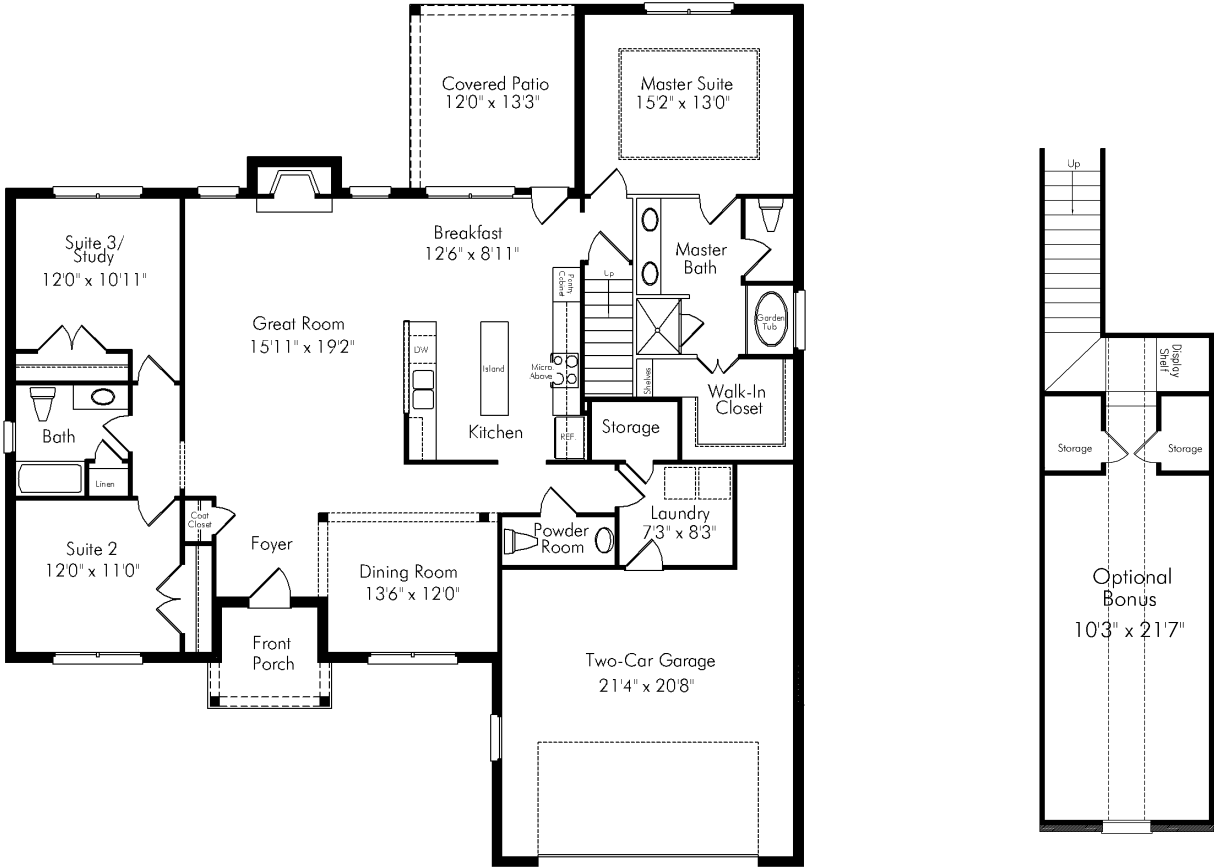 Covered Patio
12'0" x 13'3"
Master Suite
15'2" x 13'0"
Suite 3/
Study
12'0" x 10'11"
Breakfast
12'6" x 8'11"
Pantry
Cabinet
Up
Master
Bath
Garden
Tub
Great Room
15'11" x 19'2"
DW
Island
Micro.
Above
Shelves
Walk-In
Closet
Kitchen
REF.
Storage
Bath
Linen
Coat
Closet
Foyer
Suite 2
12'0" x 11'0"
Dining Room
13'6" x 12'0"
Powder
Room
Laundry
7'3" x 8'3"
Front
Porch
Two-Car Garage
21'4" x 20'8"
Up
Display
Shelf
Storage
Storage
Optional
Bonus
10'3" x 21'7"